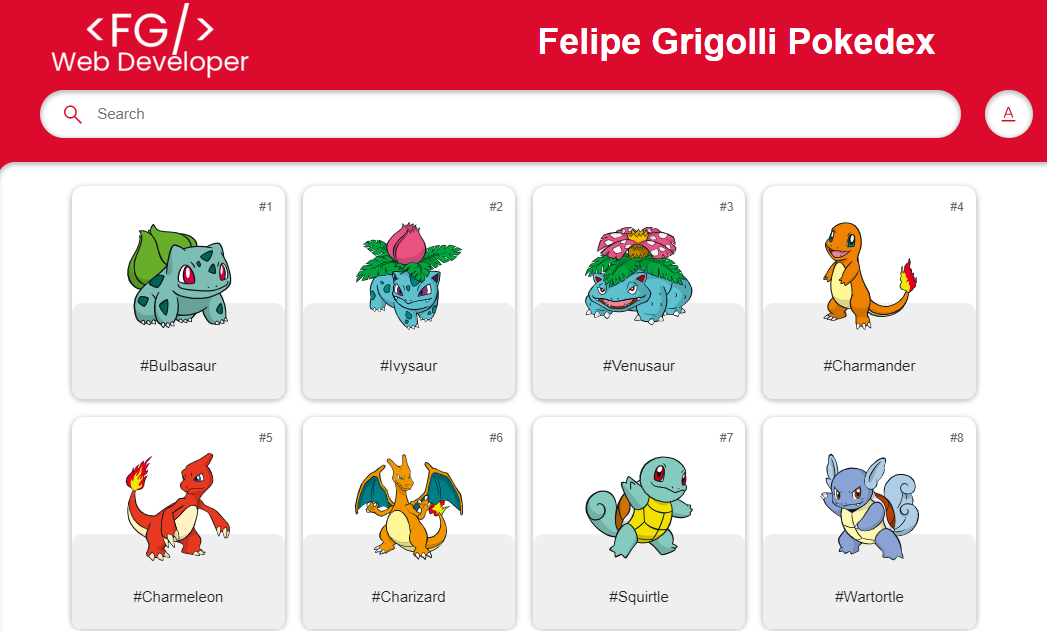 <FG/>
Web Developer
Felipe Grigolli Pokedex
Search
A
#1
#2
#3
#4
#Bulbasaur
#Ivysaur
#Venusaur
#Charmander
#5
#6
#7
#8
#Charmeleon
#Charizard
#Squirtle
#Wartortle